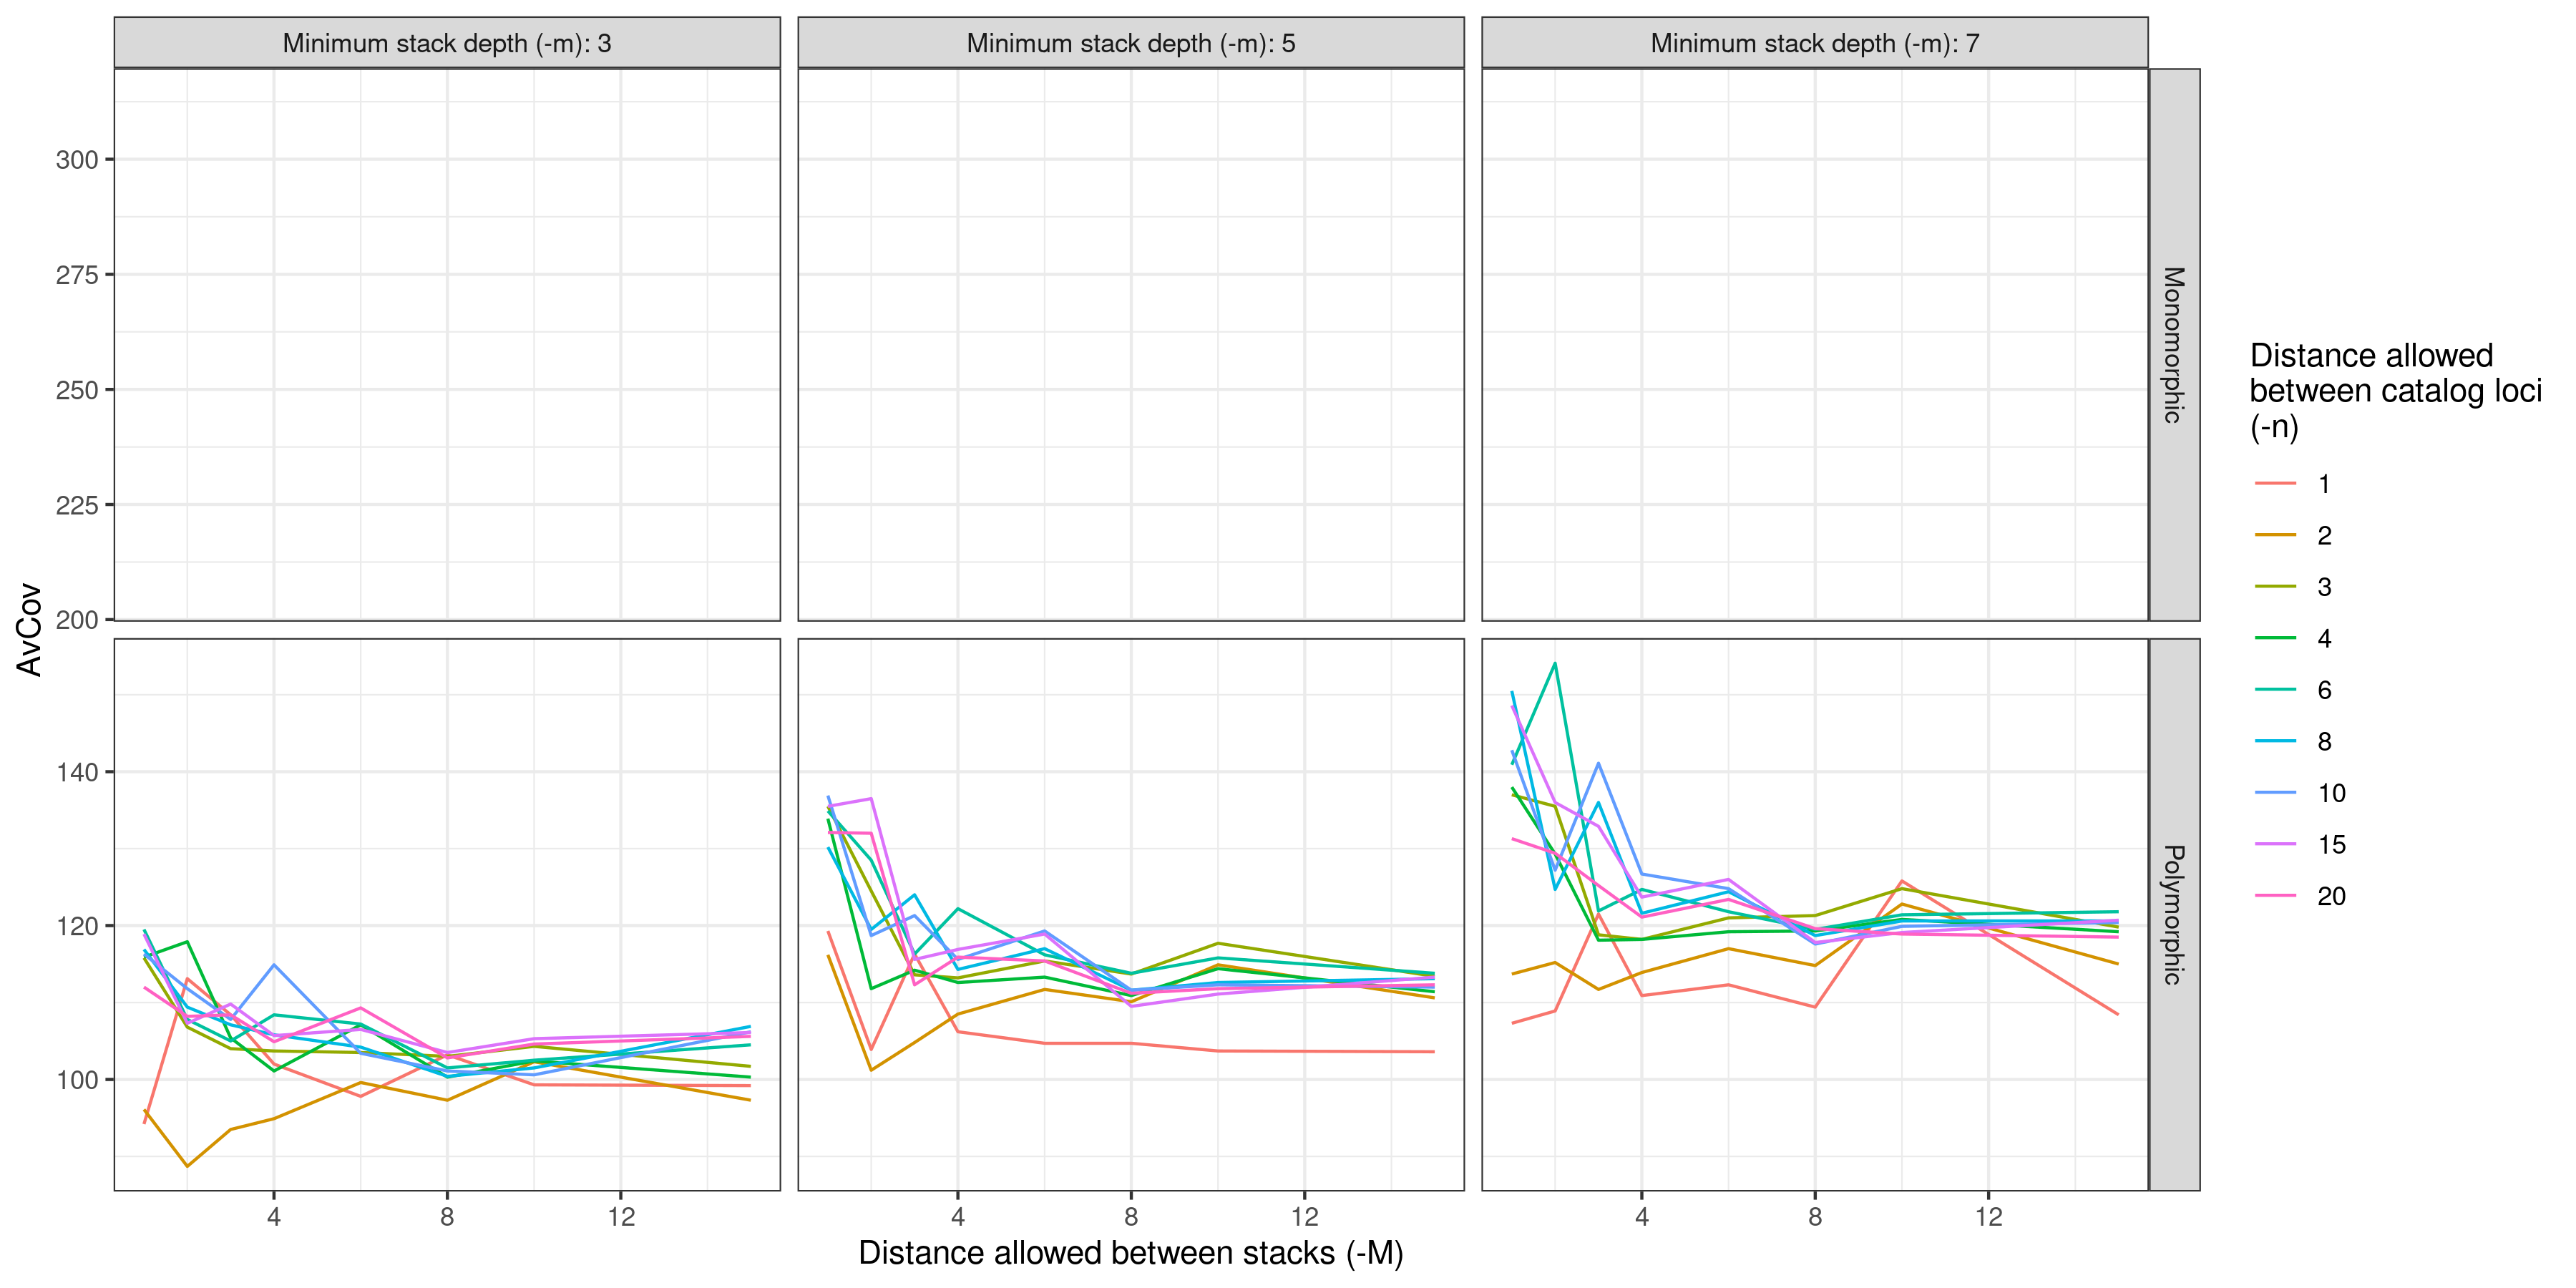 Minimum stack depth (-m): 3
Minimum stack depth (-m): 5
Minimum stack depth (-m): 7
300
275
250
225
200
Monomorphic
AvCov
140
120
100
Polymorphic
4 8 12
4 8 12
4 8 12
Distance allowed between stacks (-M)
Distance allowed
between catalog loci
(-n)
1
2
3
4
6
8
10
15
20